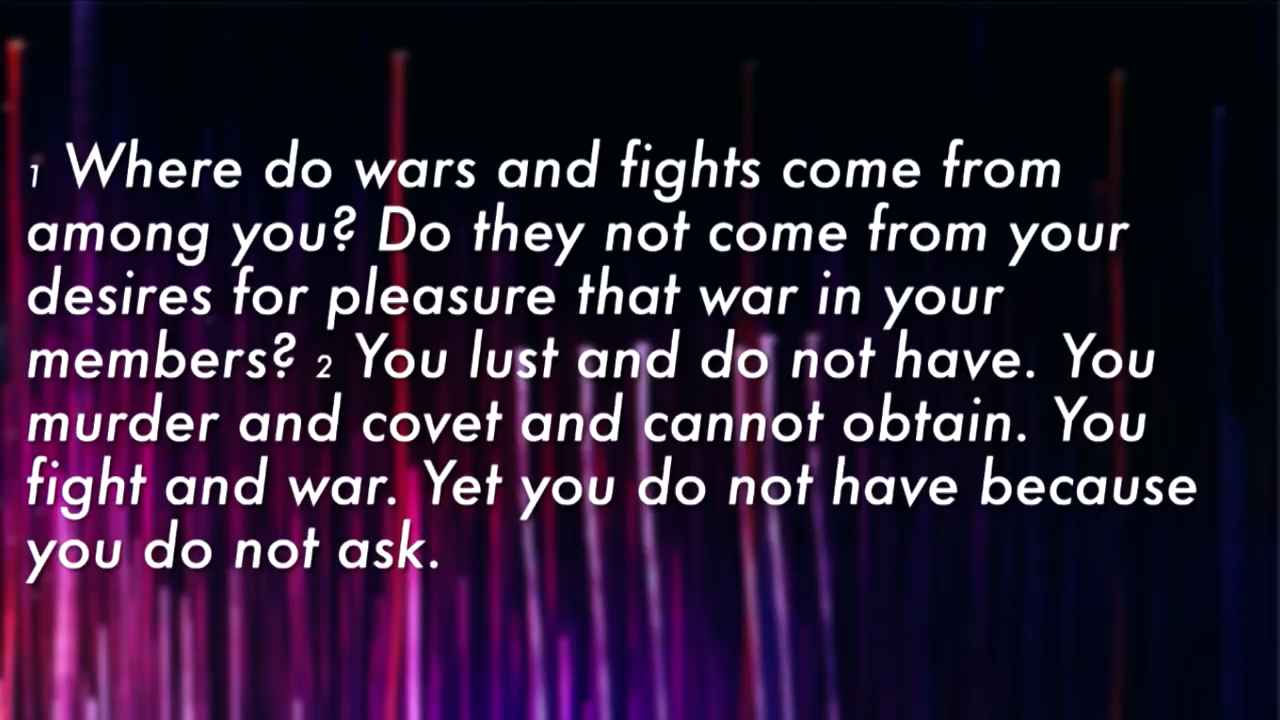 1 Where do wars and fights come from
among you? Do they not come from your
desires for pleasure that war in your
members? 2 You lust and do not have. You
murder and covet and cannot obtain. You
fight and war. Yet you do not have because
you do not ask.